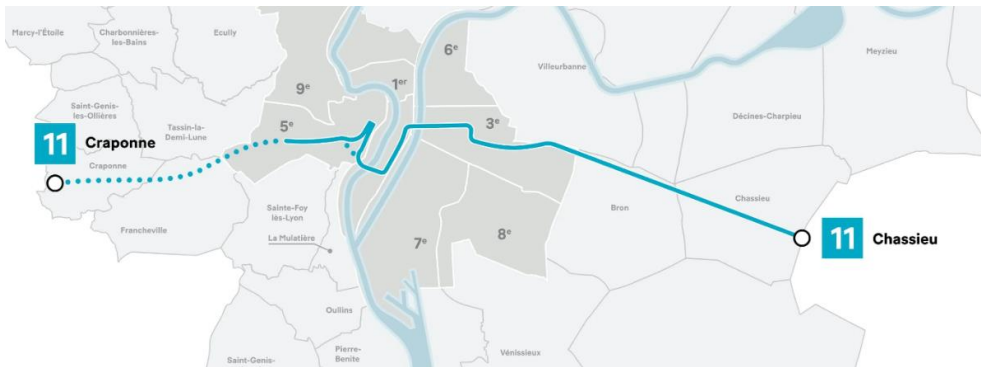 Marcy-l'Étoile
Charbonnières-
les-Bains
Ecully
6e
Villeurbanne
Meyzieu
9e
1er
Saint-Genis-
les-Ollières
Tassin-la-
Demi-Lune
5e
3e
Décines-Charpieu
11 Craponne
Craponne
Francheville
Sainte-Foy
lès-Lyon
La Mulatière
7e
8e
Bron
Chassieu
11 Chassieu
Oullins
Pierre-
Bénite
Saint-Genis-
Vénissieux